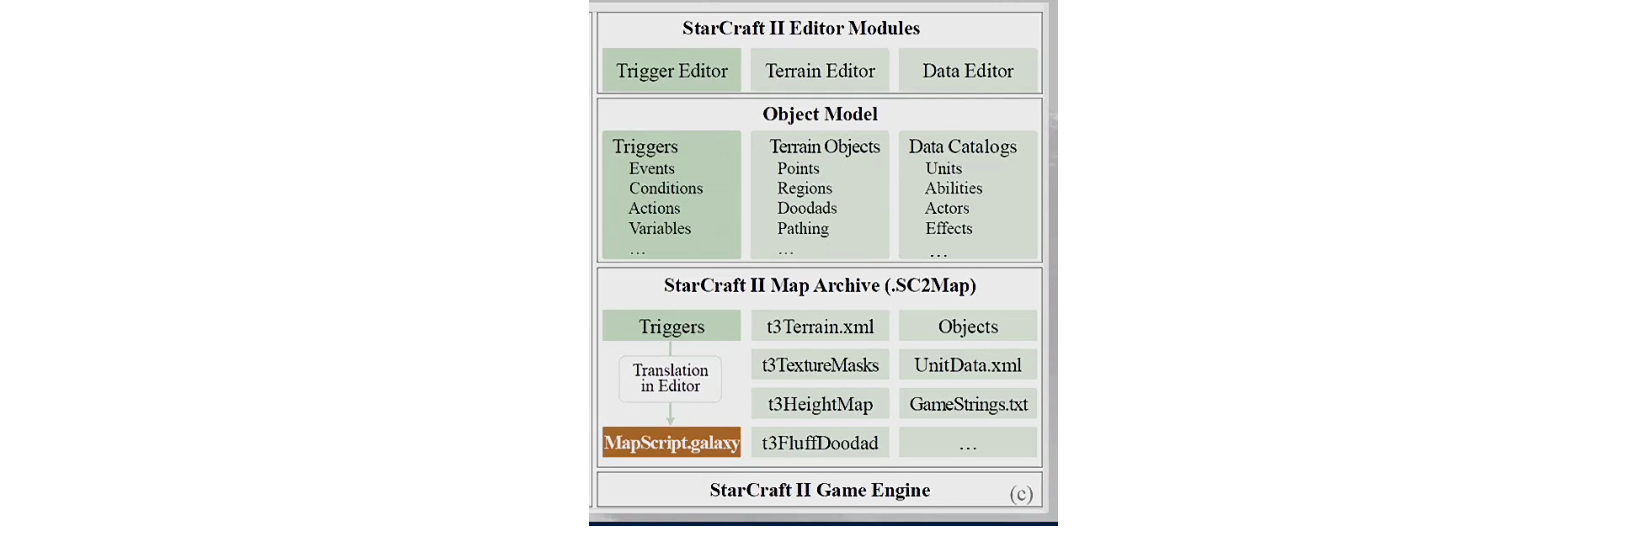 StarCraft II Editor Modules
Trigger Editor
Terrain Editor
Data Editor
Object Model
Triggers
Events
Conditions
Actions
Variables
...
Terrain Objects
Points
Regions
Doodads
Pathing
...
Data Catalogs
Units
Abilities
Actors
Effects
...
StarCraft II Map Archive (.SC2Map)
Triggers
Translation
in Editor
MapScript.galaxy
t3Terrain.xml
t3TextureMasks
t3HeightMap
t3FluffDoodad
Objects
UnitData.xml
GameStrings.txt
...
StarCraft II Game Engine
(c)